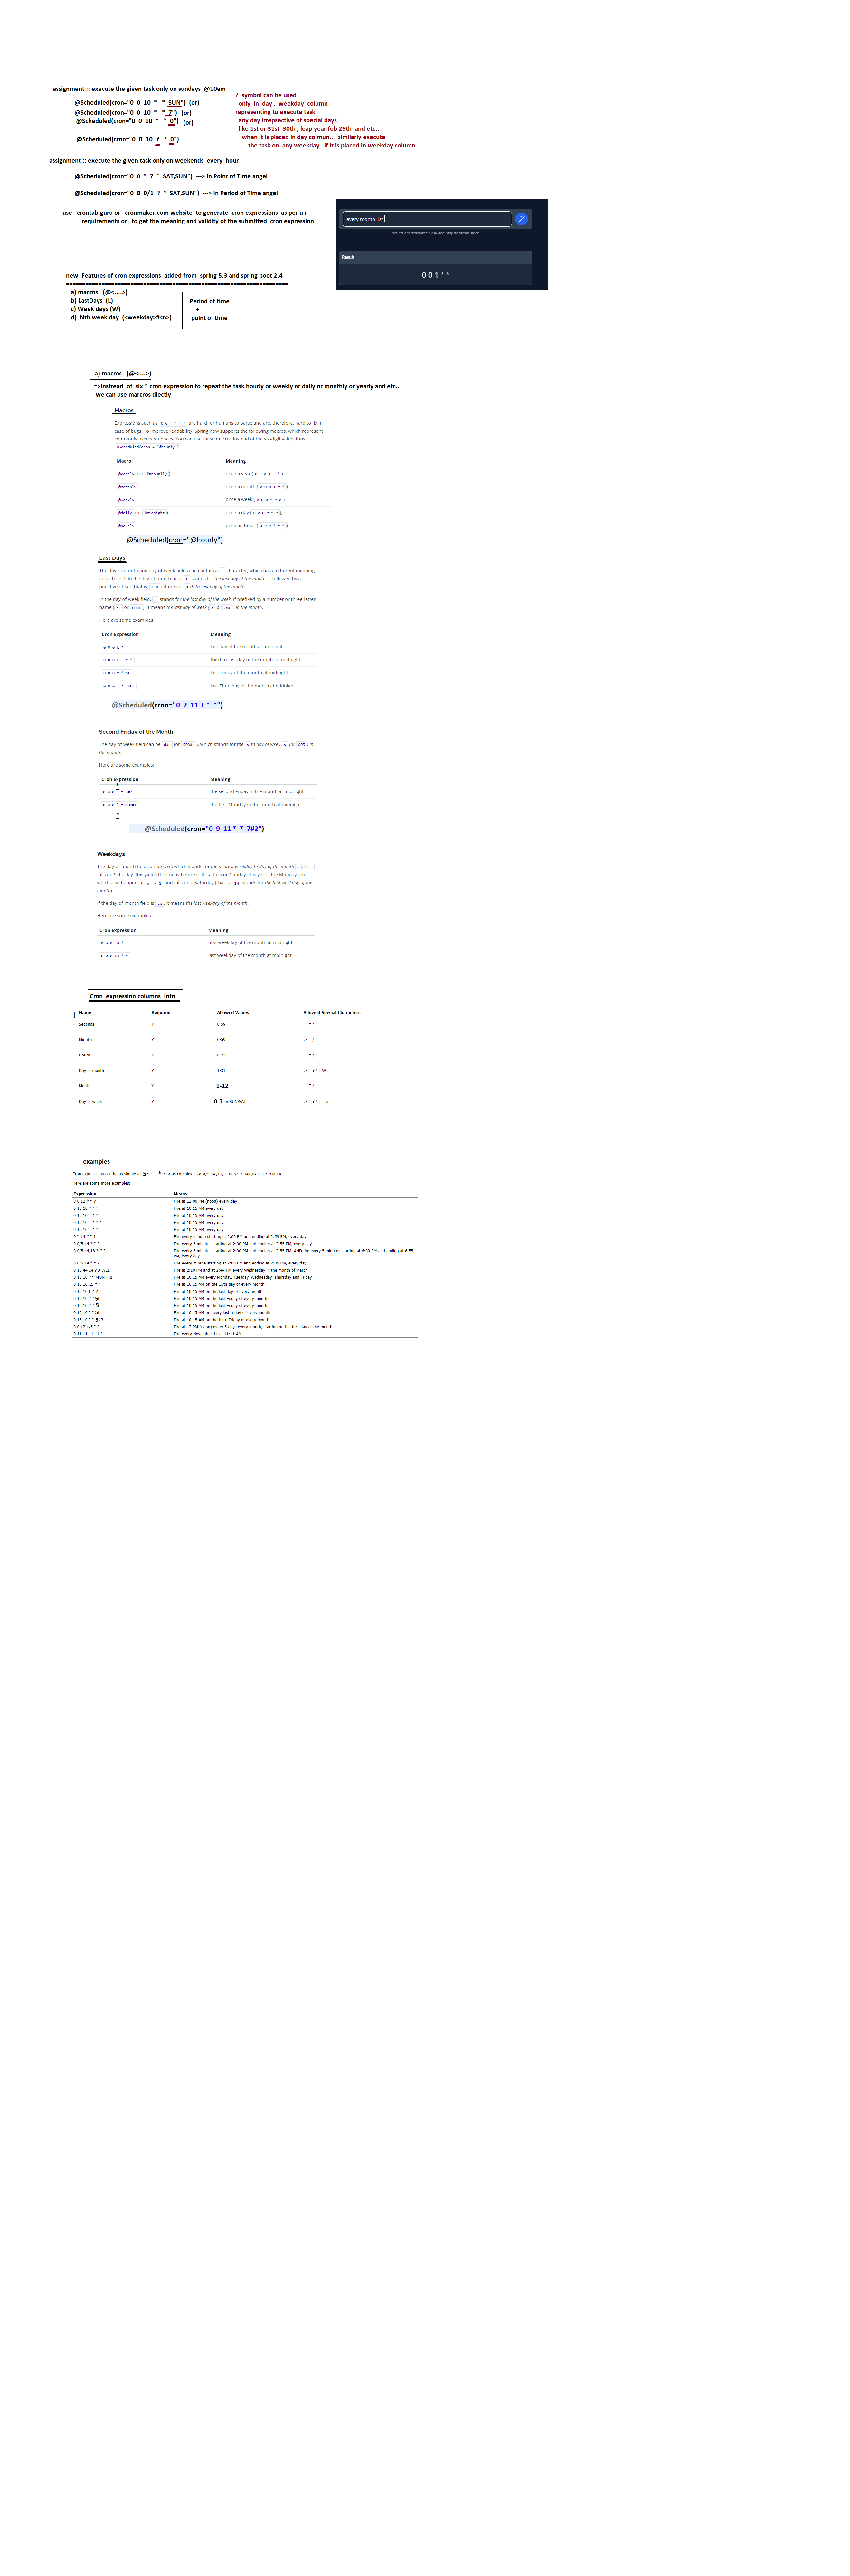 assignment :: execute the given task only on sundays @10am
@Scheduled(cron="0 0 10 * * SUN") (or)
@Scheduled(cron="0 0 10 * * 7") (or)
@Scheduled(cron="0 0 10 * * 0") (or)
@Scheduled(cron="0 0 10 ? * 0")
? symbol can be used
only in day , weekday column
representing to execute task
any day irrepsective of special days
like 1st or 31st 30th , leap year feb 29th and etc..
when it is placed in day colmun.. similarly execute
the task on any weekday if it is placed in weekday column
assignment :: execute the given task only on weekends every hour
@Scheduled(cron="0 0 * ? * SAT,SUN") ---> In Point of Time angel
@Scheduled(cron="0 0 0/1 ? * SAT,SUN") ---> In Period of Time angel
use crontab.guru or cronmaker.com website to generate cron expressions as per u r
requirements or to get the meaning and validity of the submitted cron expression
every month 1st
Results are generated by AI and may be inconsistent.
Result
0 0 1 * *
new Features of cron expressions added from spring 5.3 and spring boot 2.4
a) macros (@<....>)
b) LastDays (L)
c) Week days (W)
d) Nth week day (<weekday>#<n>)
Period of time
+
point of time
a) macros (@<....>)
=>Instread of six * cron expression to repeat the task hourly or weekly or daily or monthly or yearly and etc..
we can use marcros diectly
Macros
Expressions such as 0 0 * * * * are hard for humans to parse and are, therefore, hard to fix in
case of bugs. To improve readability, Spring now supports the following macros, which represent
commonly used sequences. You can use these macros instead of the six-digit value, thus:
@Scheduled(cron = "@hourly") .
Macro Meaning
@yearly (or @annually ) once a year ( 0 0 0 1 1 * )
@monthly once a month ( 0 0 0 1 * * )
@weekly once a week ( 0 0 0 * * 0 )
@daily (or @midnight ) once a day ( 0 0 0 * * * ), or
@hourly once an hour, ( 0 0 * * * * )
@Scheduled(cron="@hourly")
Last Days
The day-of-month and day-of-week fields can contain a L character, which has a different meaning
in each field. In the day-of-month field, L stands for the last day of the month. If followed by a
negative offset (that is, L-n ), it means n th-to-last day of the month.
In the day-of-week field, L stands for the last day of the week. If prefixed by a number or three-letter
name ( dL or DDDL ), it means the last day of week ( d or DDD ) in the month.
Here are some examples:
Cron Expression Meaning
0 0 0 L * * last day of the month at midnight
0 0 0 L-3 * * third-to-last day of the month at midnight
0 0 0 * * 5L last Friday of the month at midnight
0 0 0 * * THUL last Thursday of the month at midnight
@Scheduled(cron="0 2 11 L * *")
Second Friday of the Month
The day-of-week field can be d#n (or DDD#n ), which stands for the n th day of week d (or DDD ) in
the month.
Here are some examples:
Cron Expression Meaning
*
0 0 0 ? * 5#2 the second Friday in the month at midnight
0 0 0 ? * MON#1 the first Monday in the month at midnight
*
@Scheduled(cron="0 9 11 * * 7#2")
Weekdays
The day-of-month field can be nW , which stands for the nearest weekday to day of the month n . If n
falls on Saturday, this yields the Friday before it. If n falls on Sunday, this yields the Monday after,
which also happens if n is 1 and falls on a Saturday (that is: 1W stands for the first weekday of the
month).
If the day-of-month field is LW , it means the last weekday of the month.
Here are some examples:
Cron Expression Meaning
0 0 0 1W * * first weekday of the month at midnight
0 0 0 LW * * last weekday of the month at midnight
Cron expression columns Info
Name Required Allowed Values Allowed Special Characters
Seconds Y 0-59 , - * /
Minutes Y 0-59 , - * /
Hours Y 0-23 , - * /
Day of month Y 1-31 , - * ? / L W
Month Y 1-12 , - * /
Day of week Y 0-7 or SUN-SAT , - * ? / L #
examples
Cron expressions can be as simple as 5 * * * * * or as complex as 0 0/5 14,18,3-39,52 ? JAN,MAR,SEP MON-FRI
Here are some more examples:
Expression Means
0 0 12 * * ? Fire at 12:00 PM (noon) every day
0 15 10 ? * * Fire at 10:15 AM every day
0 15 10 * * ? Fire at 10:15 AM every day
0 15 10 * * ? * Fire at 10:15 AM every day
0 15 10 * * ? Fire at 10:15 AM every day
0 * 14 * * ? Fire every minute starting at 2:00 PM and ending at 2:59 PM, every day
0 0/5 14 * * ? Fire every 5 minutes starting at 2:00 PM and ending at 2:55 PM, every day
0 0/5 14,18 * * ? Fire every 5 minutes starting at 2:00 PM and ending at 2:55 PM, AND fire every 5 minutes starting at 6:00 PM and ending at 6:55
PM, every day
0 0-5 14 * * ? Fire every minute starting at 2:00 PM and ending at 2:05 PM, every day
0 10,44 14 ? 3 WED Fire at 2:10 PM and at 2:44 PM every Wednesday in the month of March
0 15 10 ? * MON-FRI Fire at 10:15 AM every Monday, Tuesday, Wednesday, Thursday and Friday
0 15 10 15 * ? Fire at 10:15 AM on the 15th day of every month
0 15 10 L * ? Fire at 10:15 AM on the last day of every month
0 15 10 ? * 5L Fire at 10:15 AM on the last Friday of every month
0 15 10 ? * 5L Fire at 10:15 AM on the last Friday of every month
0 15 10 ? * 5L Fire at 10:15 AM on every last friday of every month
0 15 10 ? * 5#3 Fire at 10:15 AM on the third Friday of every month
0 0 12 1/5 * ? Fire at 12 PM (noon) every 5 days every month, starting on the first day of the month
0 11 11 11 11 ? Fire every November 11 at 11:11 AM